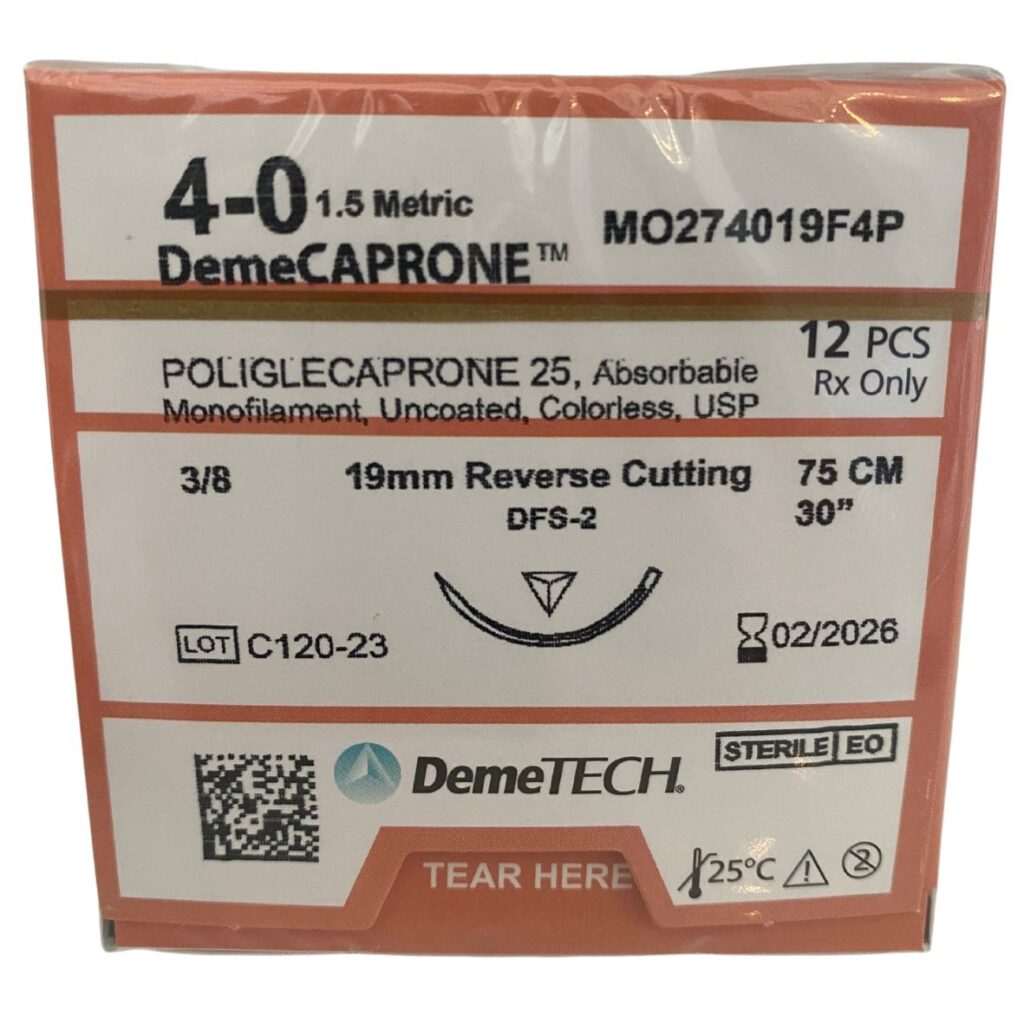 4-0 1.5 Metric
MO274019F4P
DemeCAPRONE™
12 PCS
Rx Only
POLIGLECAPRONE 25, Absorbable
Monofilament, Uncoated, Colorless, USP
3/8
19mm Reverse Cutting
75 CM
DFS-2
30”
LOT C120-23
02/2026
DemeTECH®
STERILE EO
TEAR HERE
25°C
2